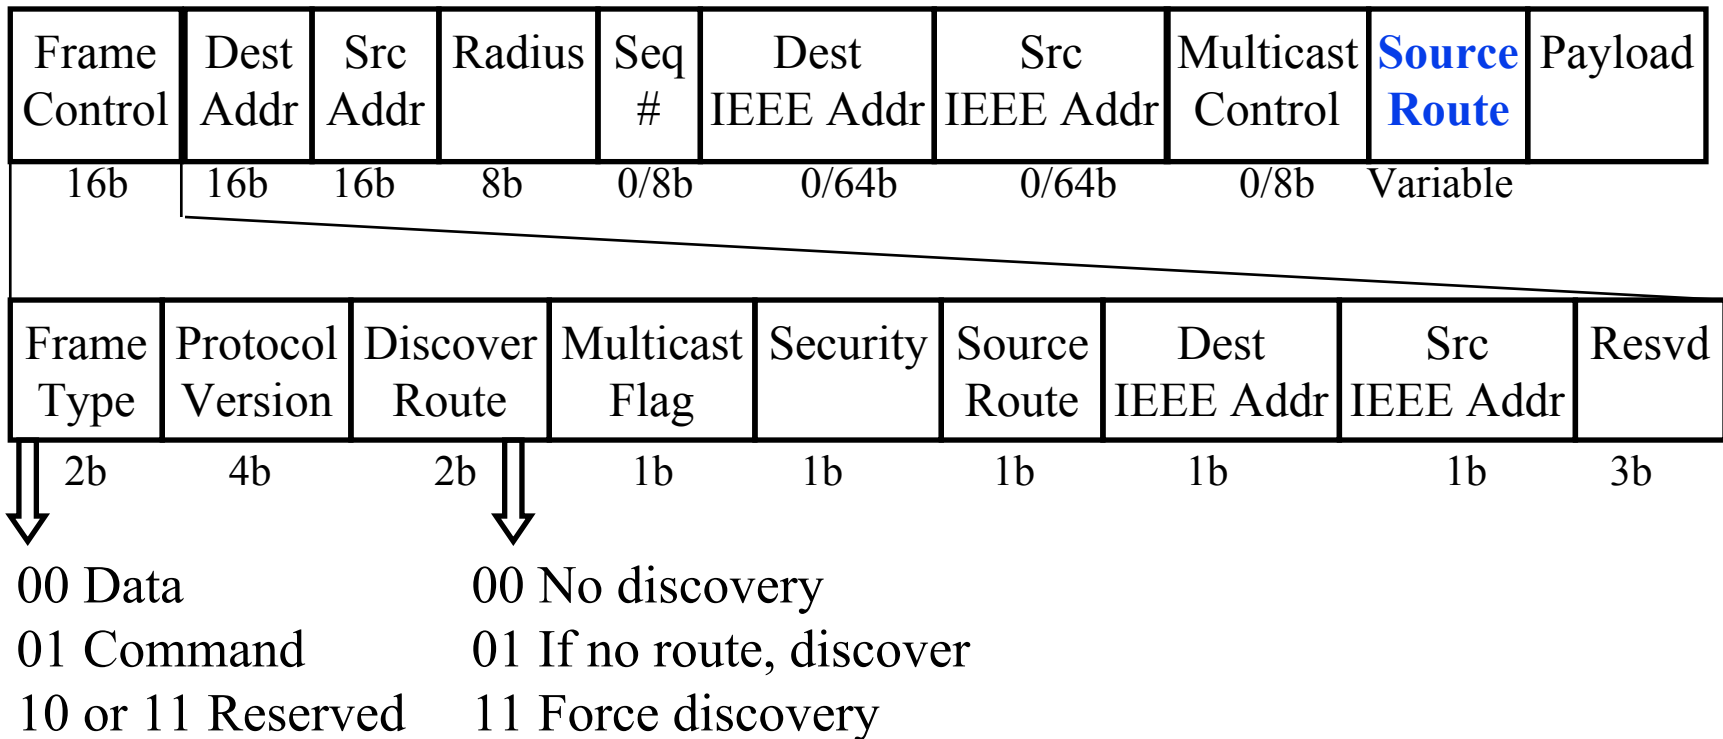 Frame Dest Src Radius Seq Dest Src Multicast Source Payload
Control Addr Addr # IEEE Addr IEEE Addr Control Route
16b 16b 16b 8b 0/8b 0/64b 0/64b 0/8b Variable
Frame Protocol Discover Multicast Security Source Dest Src Resvd
Type Version Route Flag Route IEEE Addr IEEE Addr
2b 4b 2b 1b 1b 1b 1b 1b 3b
00 Data 00 No discovery
01 Command 01 If no route, discover
10 or 11 Reserved 11 Force discovery